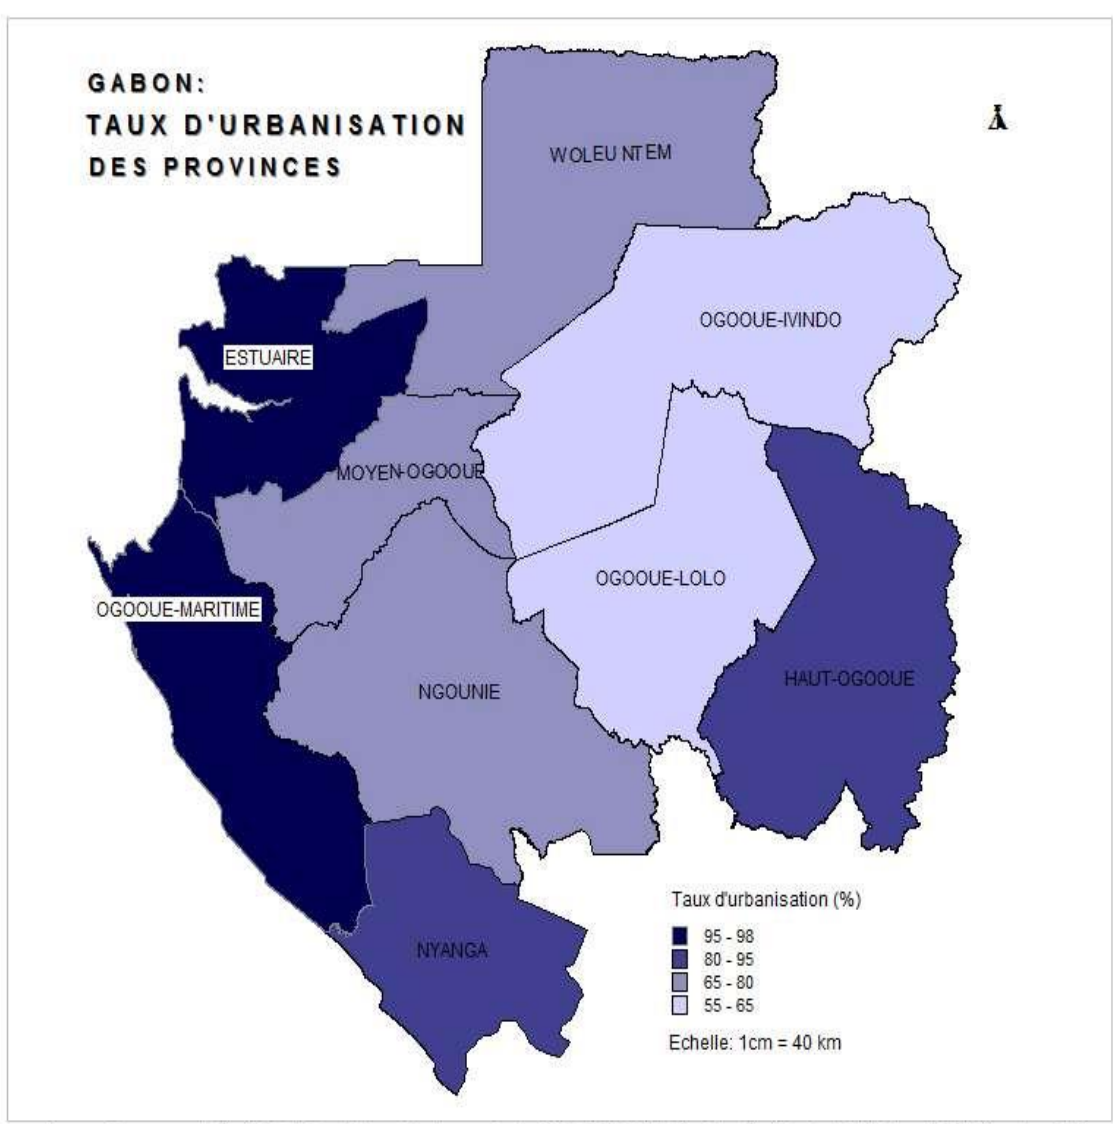 GABON:
TAUX D'URBANISATION
DES PROVINCES
WOLEU NTEM
OGOOUE-IVINDO
ESTUAIRE
MOYEN-OGOOUE
OGOOUE-LOLO
OGOOUE-MARITIME
HAUT-OGOOUE
NGOUNIE
NYANGA
Taux d'urbanisation (%)
95 - 98
80 - 95
65 - 80
55 - 65
Echelle: 1cm = 40 km